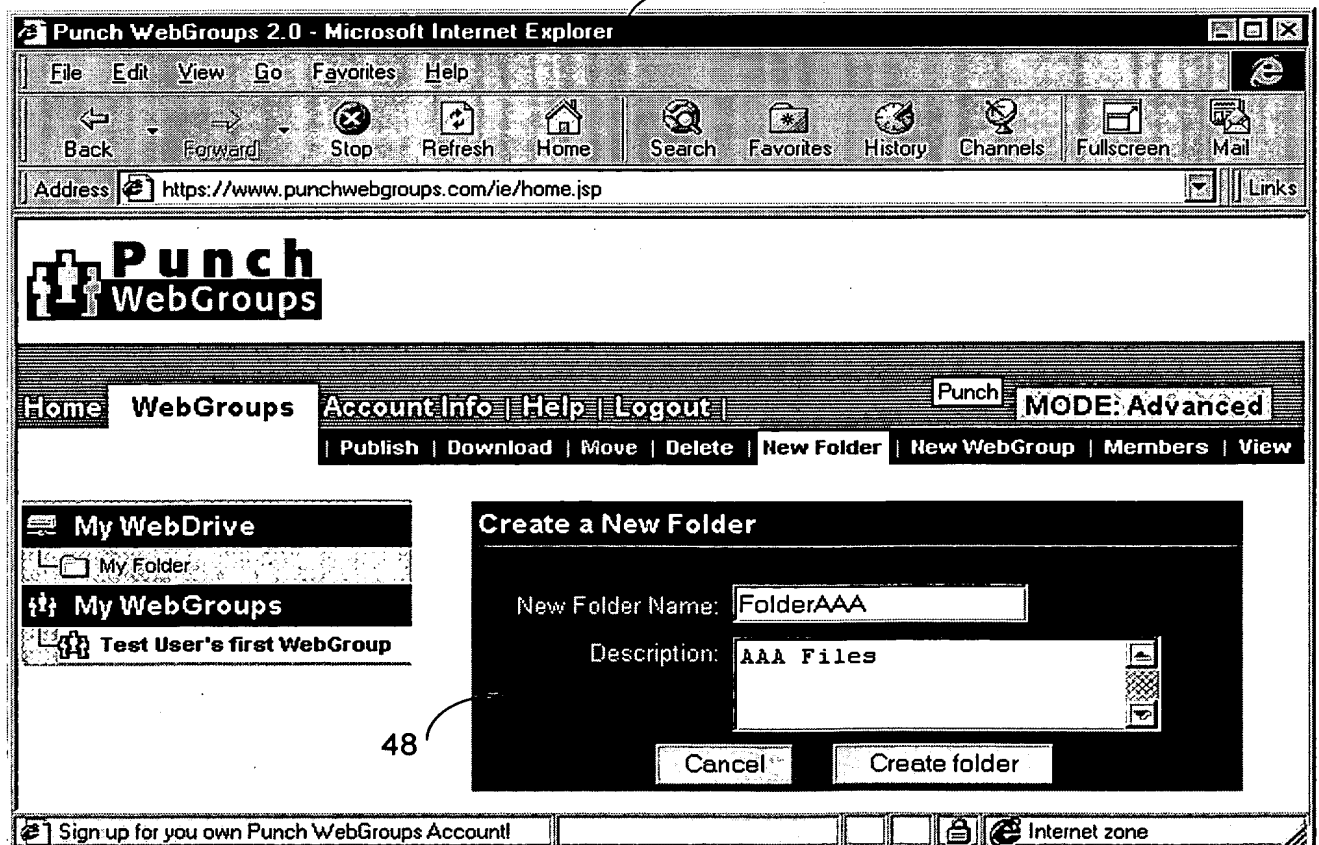 Punch WebGroups 2.0 - Microsoft Internet Explorer
File Edit View Go Favorites Help
Back Forward Stop Refresh Home Search Favorites History Channels Fullscreen Mail
Address https://www.punchwebgroups.com/ie/home.jsp Links
Punch
WebGroups
Home WebGroups Account Info | Help | Logout | Punch MODE: Advanced
| Publish | Download | Move | Delete | New Folder | New WebGroup | Members | View
My WebDrive
My Folder
My WebGroups
Test User's first WebGroup
Create a New Folder
New Folder Name: FolderAAA
Description: AAA Files
48
Cancel Create folder
Sign up for you own Punch WebGroups Account! Internet zone